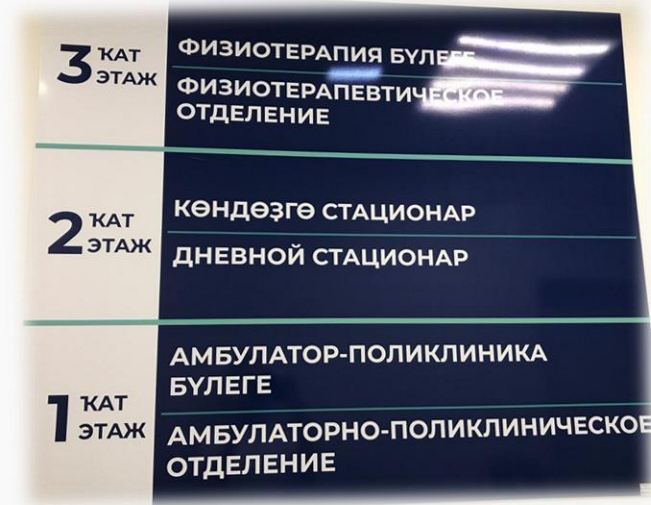 3 ҠАТ
ЭТАЖ
ФИЗИОТЕРАПИЯ БҮЛЕГЕ
ФИЗИОТЕРАПЕВТИЧЕСКОЕ
ОТДЕЛЕНИЕ
2 ҠАТ
ЭТАЖ
КӨНДӨҘГӨ СТАЦИОНАР
ДНЕВНОЙ СТАЦИОНАР
1 ҠАТ
ЭТАЖ
АМБУЛАТОР-ПОЛИКЛИНИКА
БҮЛЕГЕ
АМБУЛАТОРНО-ПОЛИКЛИНИЧЕСКОЕ
ОТДЕЛЕНИЕ